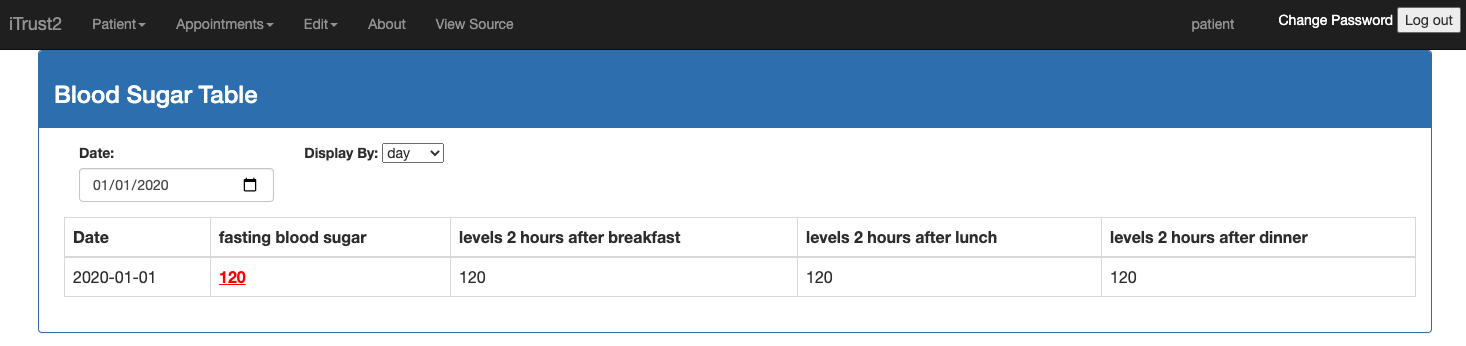 iTrust2 Patient Appointments Edit About View Source patient Change Password Log out
Blood Sugar Table
Date: Display By: day
01/01/2020
Date fasting blood sugar levels 2 hours after breakfast levels 2 hours after lunch levels 2 hours after dinner
2020-01-01 120 120 120 120